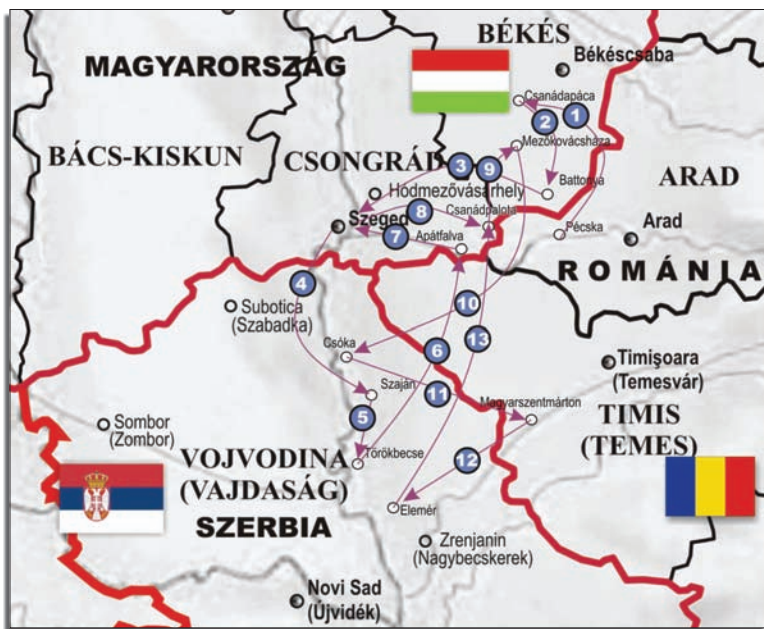 BÉKÉS
Békéscsaba
MAGYARORSZÁG
Csanádapáca
2
1
Mezőkovácsháza
BÁCS-KISKUN
CSONGRÁD
3
9
Hódmezővásárhely
Battonya
ARAD
8
Csanádpalota
Szeged
7
Apátfalva
Pécska
Arad
ROMÁNIA
4
Subotica
(Szabadka)
10
13
6
Csóka
Timişoara
(Temesvár)
Szaján
11
Magyarszentmárton
5
TIMIS
(TEMES)
Sombor
(Zombor)
VOJVODINA
(VAJDASÁG)
Törökbecse
12
SZERBIA
Elemér
Zrenjanin
(Nagybecskerek)
Novi Sad
(Újvidék)